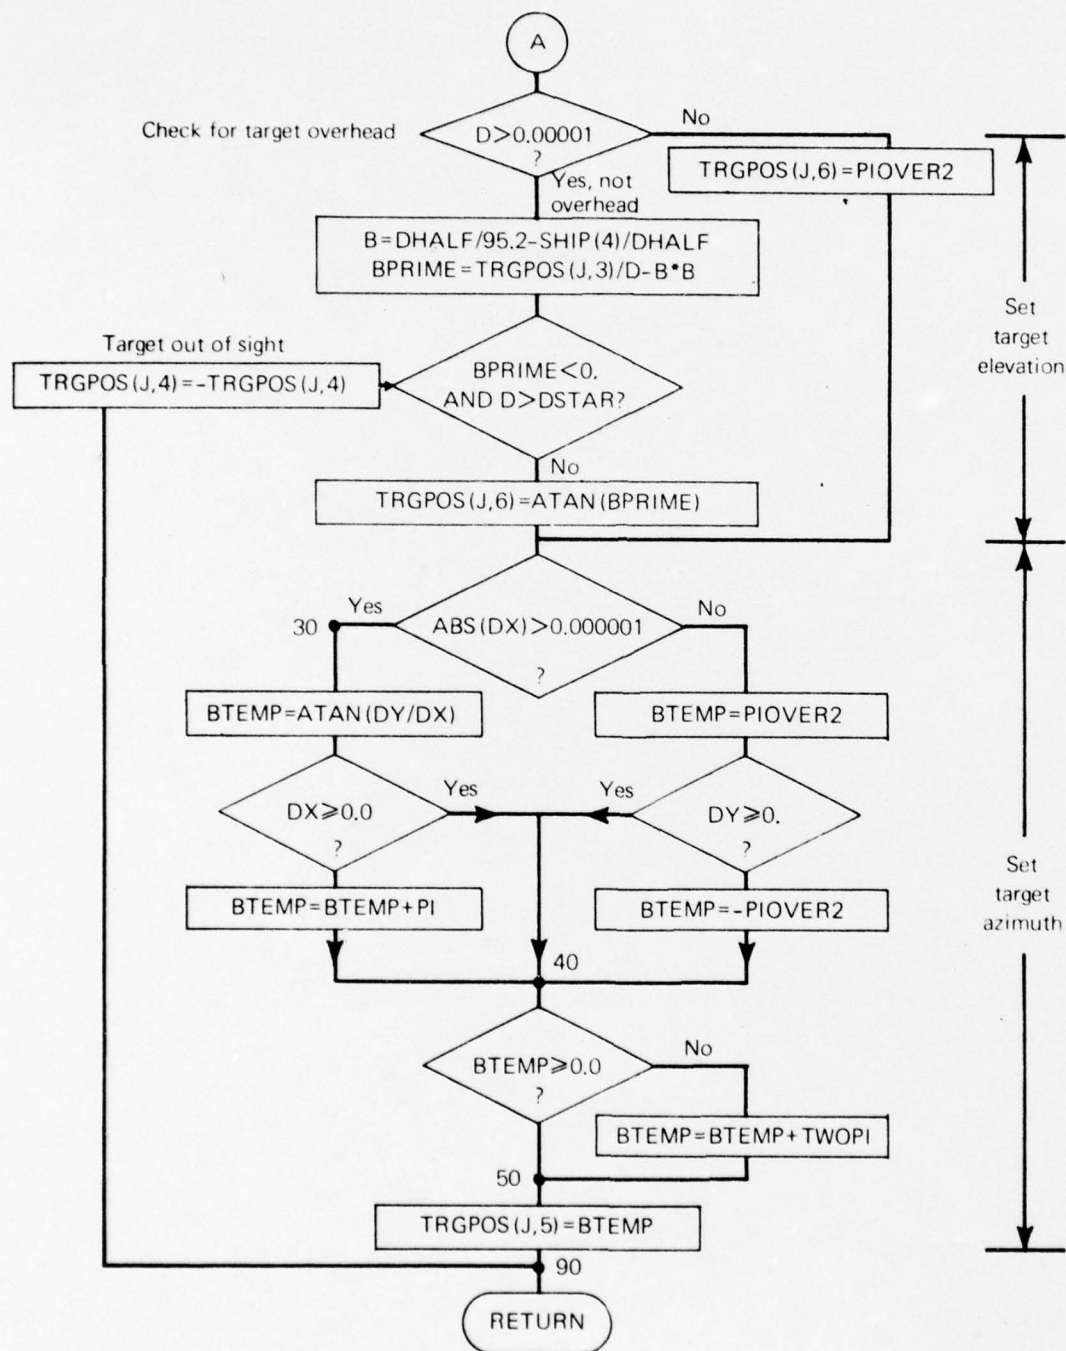 A
Check for target overhead
D>0.00001
?
No
TRGPOS(J,6)=PIOVER2
Yes, not
overhead
B=DHALF/95.2-SHIP(4)/DHALF
BPRIME=TRGPOS(J,3)/D-B*B
Set
target
elevation
Target out of sight
TRGPOS(J,4)=-TRGPOS(J,4)
BPRIME<0.
AND D>DSTAR?
No
TRGPOS(J,6)=ATAN(BPRIME)
30
Yes
ABS(DX)>0.000001
?
No
BTEMP=ATAN(DY/DX)
BTEMP=PIOVER2
DX≥0.0
?
Yes
Yes
DY≥0.
?
Set
target
azimuth
BTEMP=BTEMP+PI
BTEMP=-PIOVER2
40
BTEMP≥0.0
?
No
BTEMP=BTEMP+TWOPI
50
TRGPOS(J,5)=BTEMP
90
RETURN